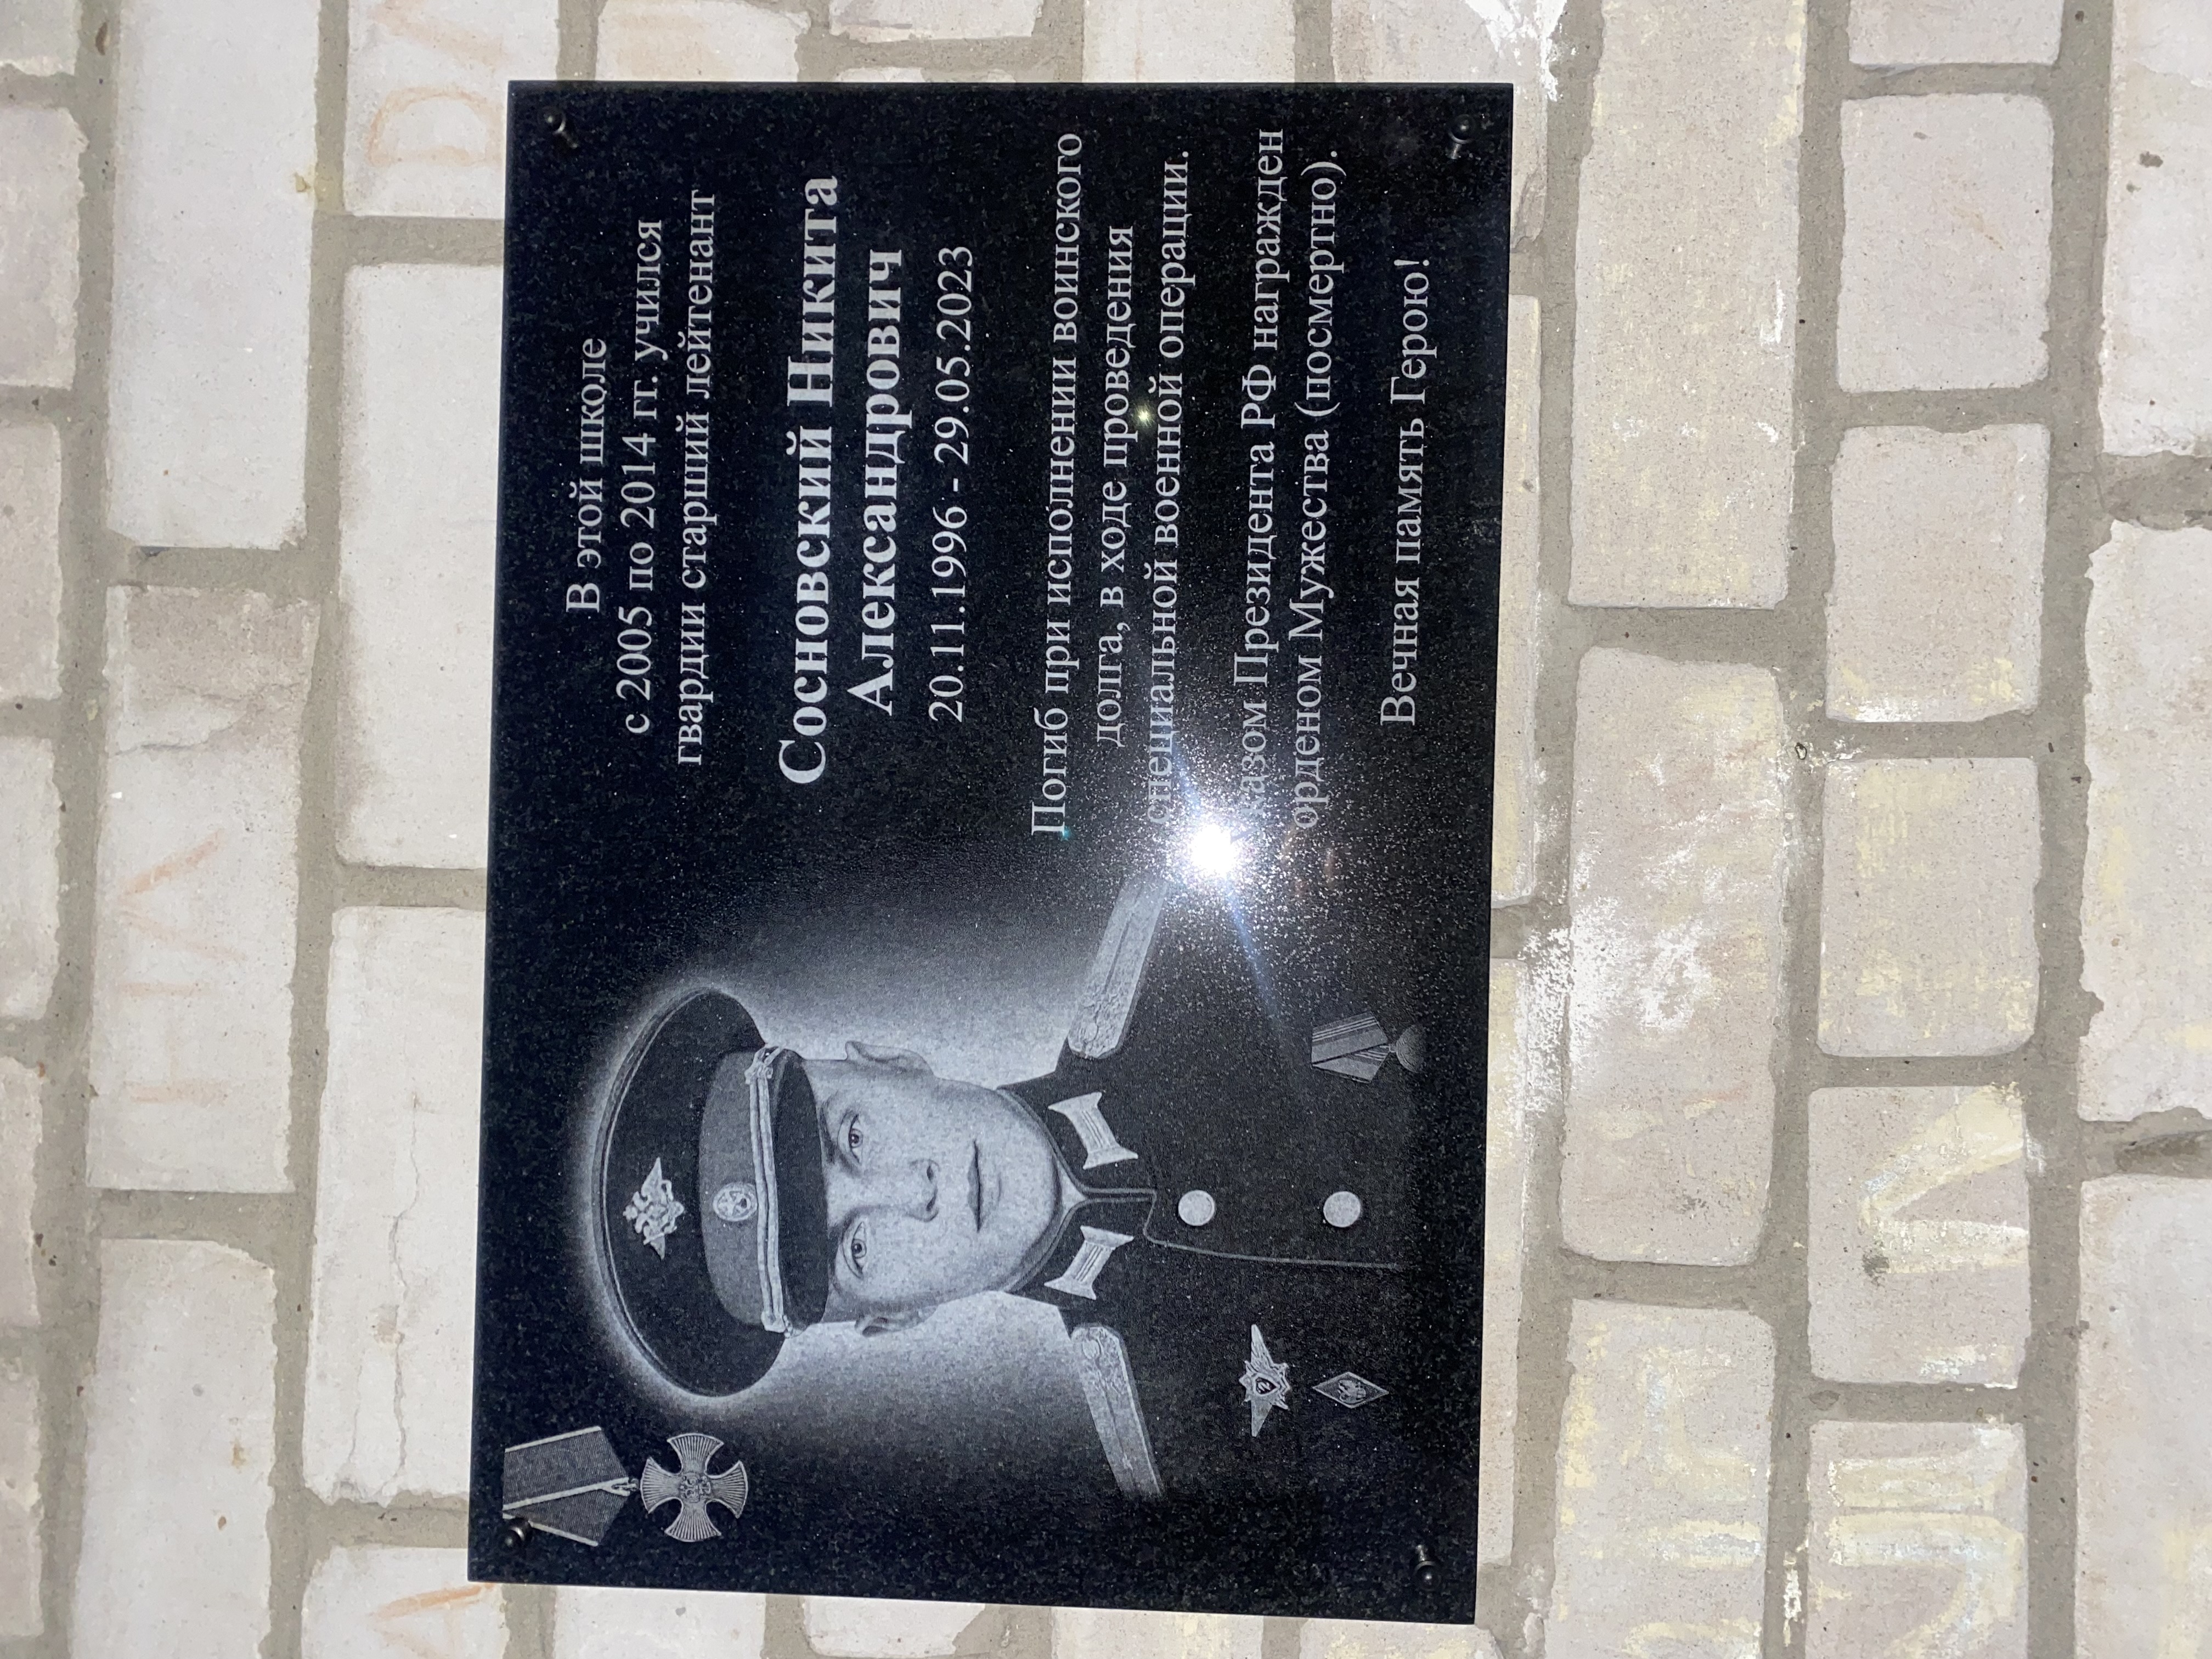 В этой школе
с 2005 по 2014 гг. учился
гвардии старший лейтенант
Сосновский Никита
Александрович
20.11.1996 - 29.05.2023
Погиб при исполнении воинского
долга, в ходе проведения
специальной военной операции.
Указом Президента РФ награжден
орденом Мужества (посмертно).
Вечная память Герою!